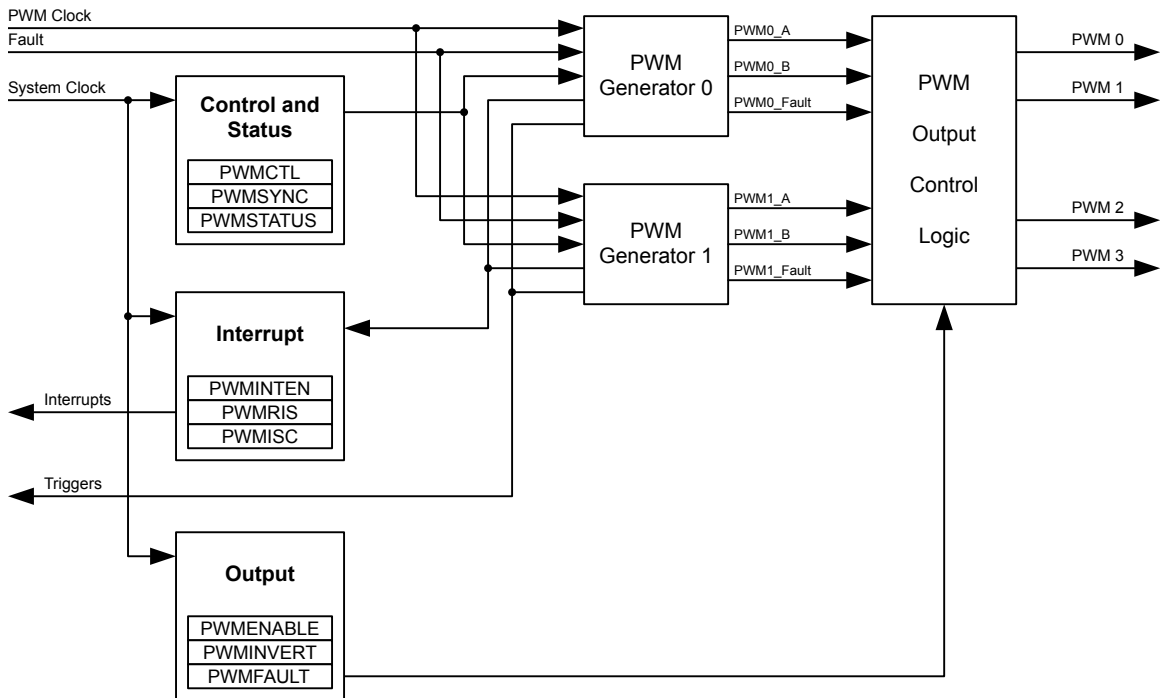 PWM Clock
Fault
System Clock
Control and
Status
PWMCTL
PWMSYNC
PWMSTATUS
Interrupt
PWMINTEN
PWMRIS
PWMISC
Interrupts
Triggers
Output
PWMENABLE
PWMINVERT
PWMFAULT
PWM
Generator 0
PWM0_A
PWM0_B
PWM0_Fault
PWM
Generator 1
PWM1_A
PWM1_B
PWM1_Fault
PWM
Output
Control
Logic
PWM 0
PWM 1
PWM 2
PWM 3